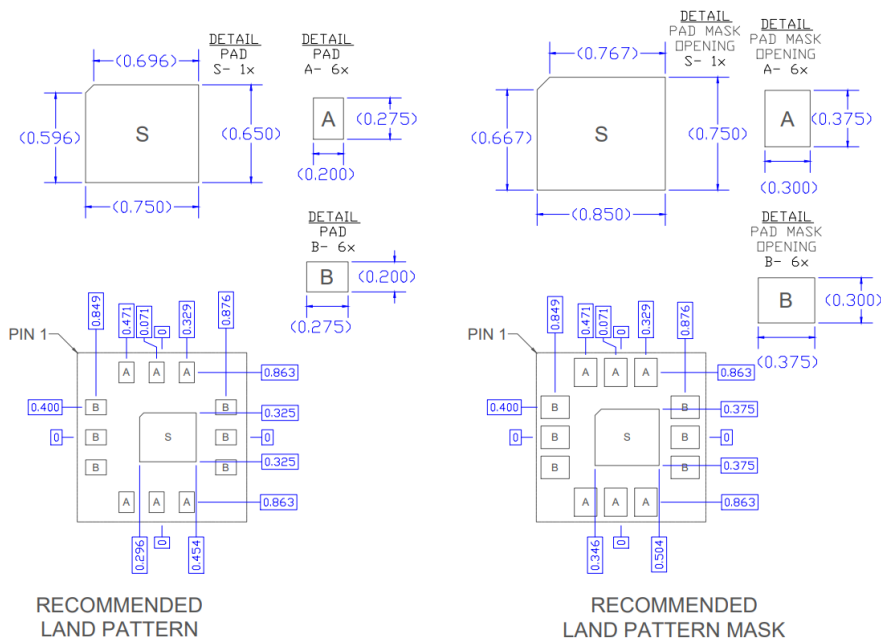 DETAIL
PAD
S- 1x
(0.696)
(0.596)
S
(0.650)
(0.750)
DETAIL
PAD
A- 6x
A
(0.275)
(0.200)
DETAIL
PAD
B- 6x
B
(0.200)
(0.275)
DETAIL
PAD MASK
OPENING
S- 1x
(0.767)
(0.667)
S
(0.750)
(0.850)
DETAIL
PAD MASK
OPENING
A- 6x
A
(0.375)
(0.300)
DETAIL
PAD MASK
OPENING
B- 6x
B
(0.300)
(0.375)
PIN 1
0.849
0.471
0.071
0
0.329
0.876
A A A
0.863
0.400
B
B
0.325
0
B
S
B
0
B
B
0.325
A A A
0.863
0.296
0
0.454
RECOMMENDED
LAND PATTERN
PIN 1
0.849
0.471
0.071
0
0.329
0.876
A A A
0.863
0.400
B
B
0.375
0
B
S
B
0
B
B
0.375
A A A
0.863
0.346
0
0.504
RECOMMENDED
LAND PATTERN MASK